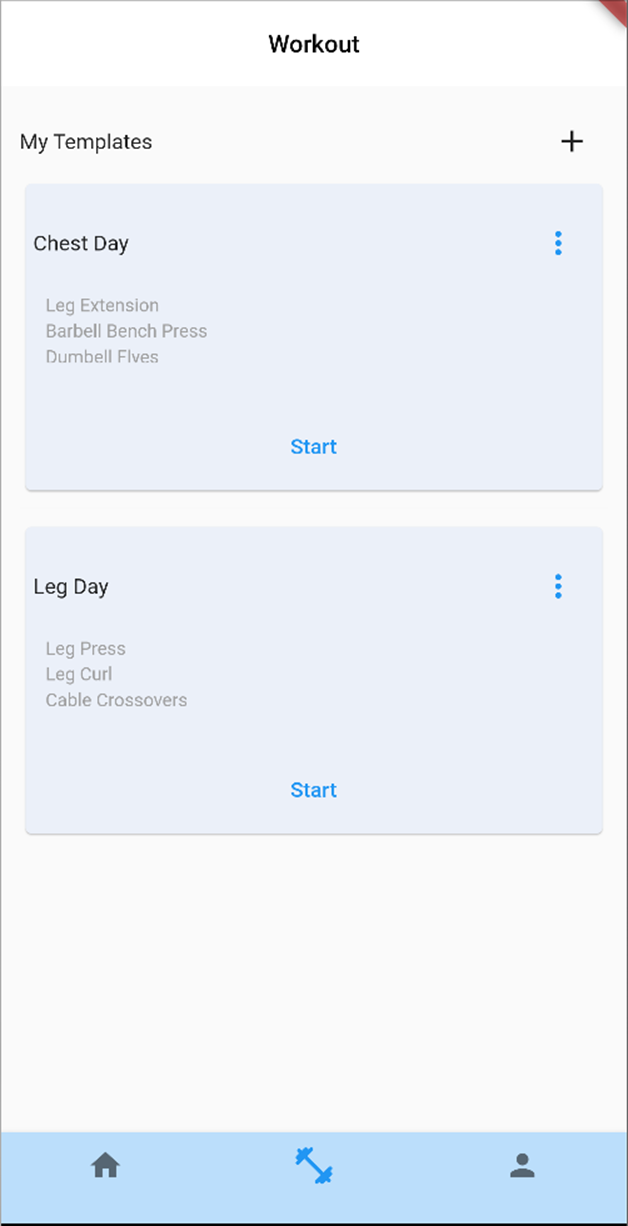 Workout
My Templates
Chest Day
Leg Extension
Barbell Bench Press
Dumbell Flyes
Start
Leg Day
Leg Press
Leg Curl
Cable Crossovers
Start